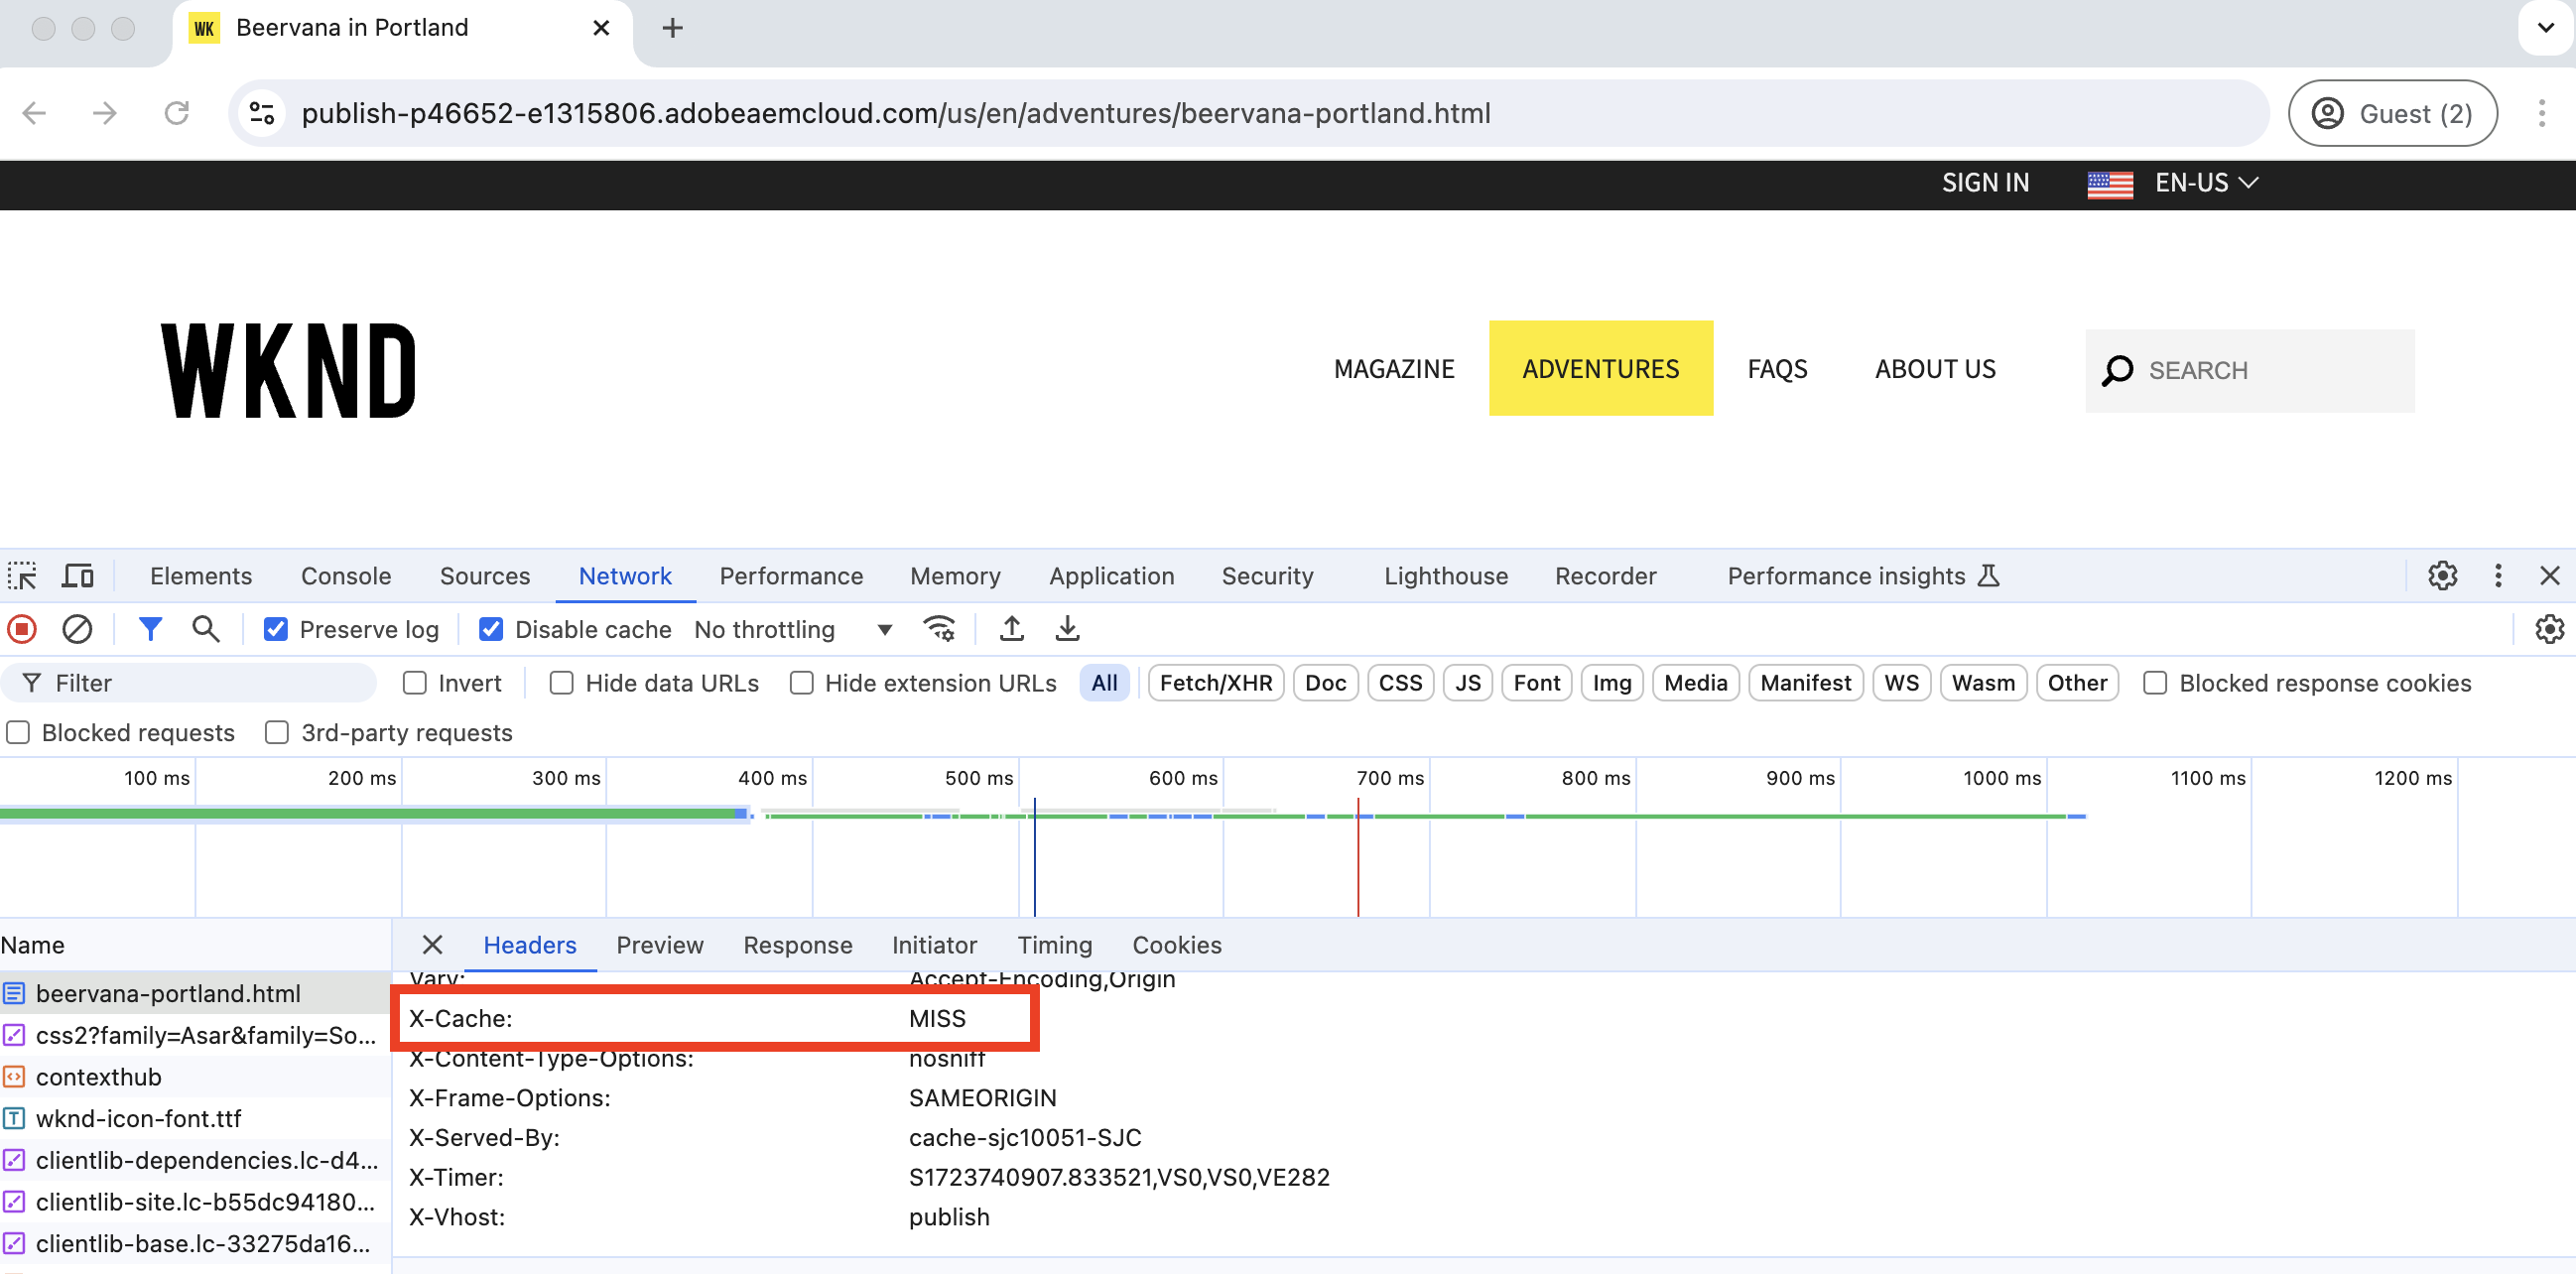 WK Beervana in Portland
publish-p46652-e1315806.adobeaemcloud.com/us/en/adventures/beervana-portland.html Guest (2)
SIGN IN EN-US
WKND MAGAZINE ADVENTURES FAQS ABOUT US SEARCH
Elements Console Sources Network Performance Memory Application Security Lighthouse Recorder Performance insights
Preserve log Disable cache No throttling
Filter Invert Hide data URLs Hide extension URLs All Fetch/XHR Doc CSS JS Font Img Media Manifest WS Wasm Other Blocked response cookies
Blocked requests 3rd-party requests
100 ms 200 ms 300 ms 400 ms 500 ms 600 ms 700 ms 800 ms 900 ms 1000 ms 1100 ms 1200 ms
Name Headers Preview Response Initiator Timing Cookies
Vary: Accept-Encoding,Origin
beervana-portland.html
X-Cache: MISS
css2?family=Asar&family=So...
X-Content-Type-Options: nosniff
contexthub
X-Frame-Options: SAMEORIGIN
wknd-icon-font.ttf
X-Served-By: cache-sjc10051-SJC
clientlib-dependencies.lc-d4...
X-Timer: S1723740907.833521,VS0,VS0,VE282
clientlib-site.lc-b55dc94180...
X-Vhost: publish
clientlib-base.lc-33275da16...